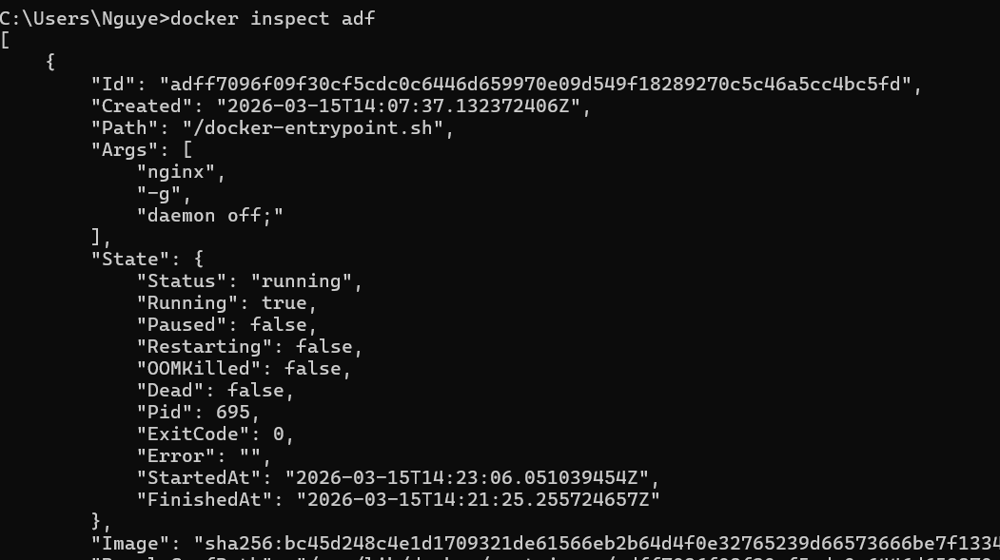 C:\Users\Nguye>docker inspect adf
[
    {
        "Id": "adff7096f09f30cf5cdc0c6446d659970e09d549f18289270c5c46a5cc4bc5fd",
        "Created": "2026-03-15T14:07:37.132372406Z",
        "Path": "/docker-entrypoint.sh",
        "Args": [
            "nginx",
            "-g",
            "daemon off;"
        ],
        "State": {
            "Status": "running",
            "Running": true,
            "Paused": false,
            "Restarting": false,
            "OOMKilled": false,
            "Dead": false,
            "Pid": 695,
            "ExitCode": 0,
            "Error": "",
            "StartedAt": "2026-03-15T14:23:06.051039454Z",
            "FinishedAt": "2026-03-15T14:21:25.255724657Z"
        },
        "Image": "sha256:bc45d248c4e1d1709321de61566eb2b64d4f0e32765239d66573666be7f1334